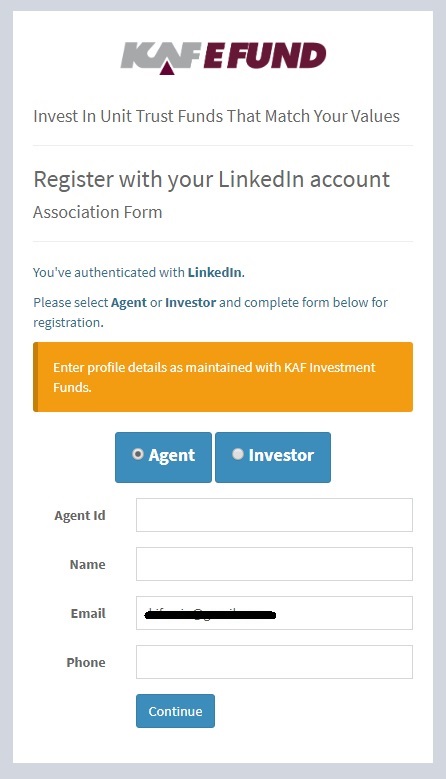 KAF E FUND
Invest In Unit Trust Funds That Match Your Values
Register with your LinkedIn account
Association Form
You've authenticated with LinkedIn.
Please select Agent or Investor and complete form below for
registration.
Enter profile details as maintained with KAF Investment
Funds.
Agent Investor
Agent Id
Name
Email
Phone
Continue